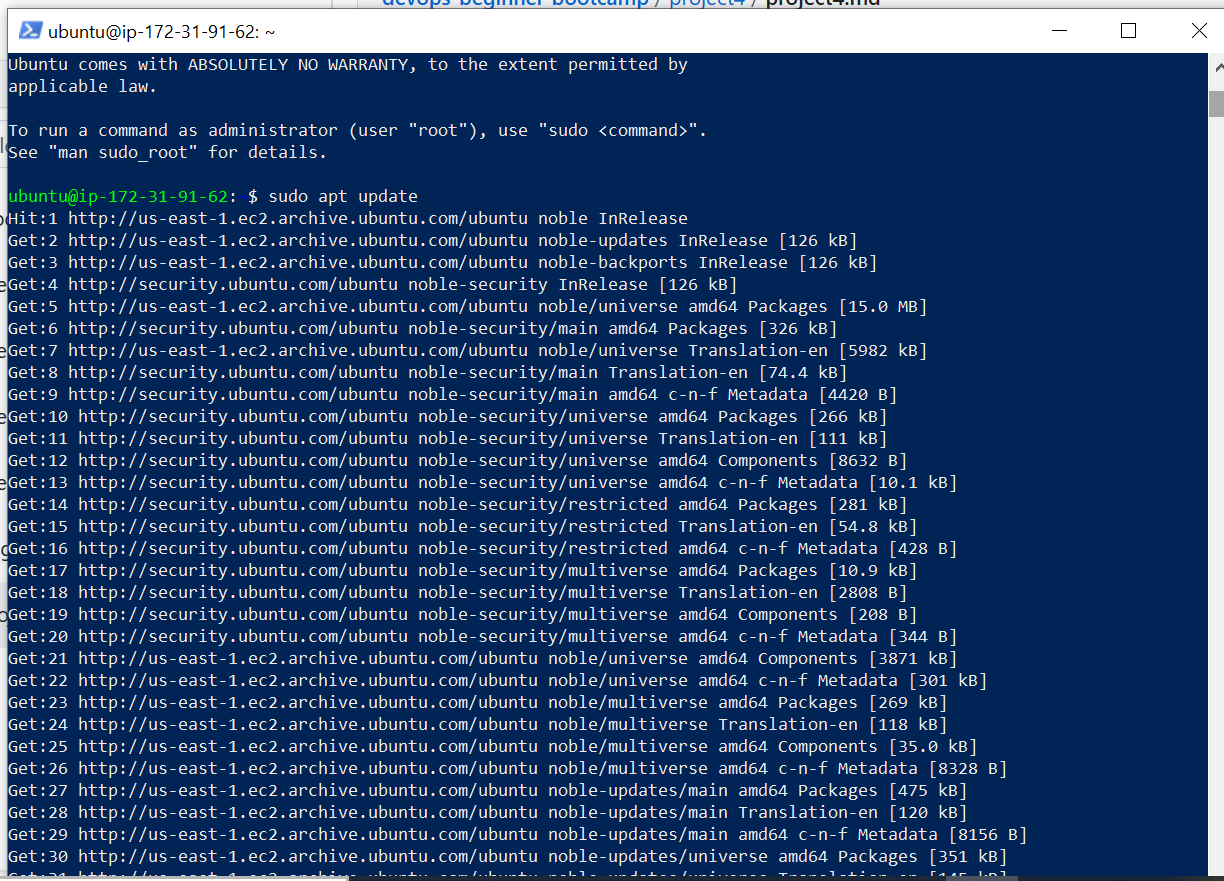 devops-beginner-bootcamp / project4 / project4.md
ubuntu@ip-172-31-91-62: ~
Ubuntu comes with ABSOLUTELY NO WARRANTY, to the extent permitted by
applicable law.
To run a command as administrator (user "root"), use "sudo <command>".
See "man sudo_root" for details.
ubuntu@ip-172-31-91-62:~$ sudo apt update
Hit:1 http://us-east-1.ec2.archive.ubuntu.com/ubuntu noble InRelease
Get:2 http://us-east-1.ec2.archive.ubuntu.com/ubuntu noble-updates InRelease [126 kB]
Get:3 http://us-east-1.ec2.archive.ubuntu.com/ubuntu noble-backports InRelease [126 kB]
Get:4 http://security.ubuntu.com/ubuntu noble-security InRelease [126 kB]
Get:5 http://us-east-1.ec2.archive.ubuntu.com/ubuntu noble/universe amd64 Packages [15.0 MB]
Get:6 http://security.ubuntu.com/ubuntu noble-security/main amd64 Packages [326 kB]
Get:7 http://us-east-1.ec2.archive.ubuntu.com/ubuntu noble/universe Translation-en [5982 kB]
Get:8 http://security.ubuntu.com/ubuntu noble-security/main Translation-en [74.4 kB]
Get:9 http://security.ubuntu.com/ubuntu noble-security/main amd64 c-n-f Metadata [4420 B]
Get:10 http://security.ubuntu.com/ubuntu noble-security/universe amd64 Packages [266 kB]
Get:11 http://security.ubuntu.com/ubuntu noble-security/universe Translation-en [111 kB]
Get:12 http://security.ubuntu.com/ubuntu noble-security/universe amd64 Components [8632 B]
Get:13 http://security.ubuntu.com/ubuntu noble-security/universe amd64 c-n-f Metadata [10.1 kB]
Get:14 http://security.ubuntu.com/ubuntu noble-security/restricted amd64 Packages [281 kB]
Get:15 http://security.ubuntu.com/ubuntu noble-security/restricted Translation-en [54.8 kB]
Get:16 http://security.ubuntu.com/ubuntu noble-security/restricted amd64 c-n-f Metadata [428 B]
Get:17 http://security.ubuntu.com/ubuntu noble-security/multiverse amd64 Packages [10.9 kB]
Get:18 http://security.ubuntu.com/ubuntu noble-security/multiverse Translation-en [2808 B]
Get:19 http://security.ubuntu.com/ubuntu noble-security/multiverse amd64 Components [208 B]
Get:20 http://security.ubuntu.com/ubuntu noble-security/multiverse amd64 c-n-f Metadata [344 B]
Get:21 http://us-east-1.ec2.archive.ubuntu.com/ubuntu noble/universe amd64 Components [3871 kB]
Get:22 http://us-east-1.ec2.archive.ubuntu.com/ubuntu noble/universe amd64 c-n-f Metadata [301 kB]
Get:23 http://us-east-1.ec2.archive.ubuntu.com/ubuntu noble/multiverse amd64 Packages [269 kB]
Get:24 http://us-east-1.ec2.archive.ubuntu.com/ubuntu noble/multiverse Translation-en [118 kB]
Get:25 http://us-east-1.ec2.archive.ubuntu.com/ubuntu noble/multiverse amd64 Components [35.0 kB]
Get:26 http://us-east-1.ec2.archive.ubuntu.com/ubuntu noble/multiverse amd64 c-n-f Metadata [8328 B]
Get:27 http://us-east-1.ec2.archive.ubuntu.com/ubuntu noble-updates/main amd64 Packages [475 kB]
Get:28 http://us-east-1.ec2.archive.ubuntu.com/ubuntu noble-updates/main Translation-en [120 kB]
Get:29 http://us-east-1.ec2.archive.ubuntu.com/ubuntu noble-updates/main amd64 c-n-f Metadata [8156 B]
Get:30 http://us-east-1.ec2.archive.ubuntu.com/ubuntu noble-updates/universe amd64 Packages [351 kB]
Get:31 http://us-east-1.ec2.archive.ubuntu.com/ubuntu noble-updates/universe Translation-en [145 kB]